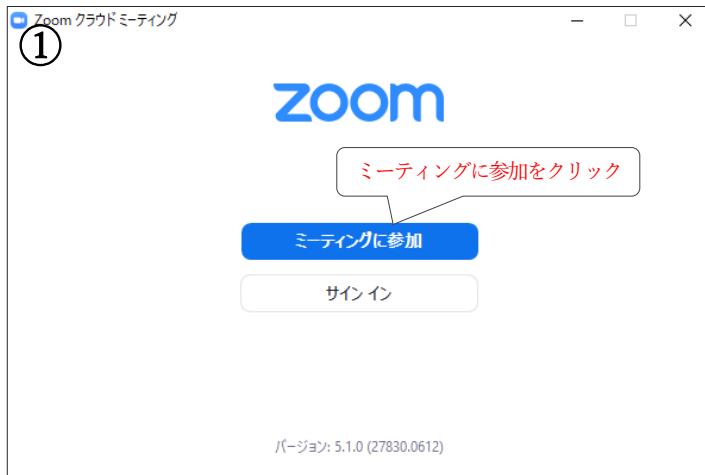 Zoom クラウド ミーティング
①
zoom
ミーティングに参加をクリック
ミーティングに参加
サイン イン
バージョン: 5.1.0 (27830.0612)